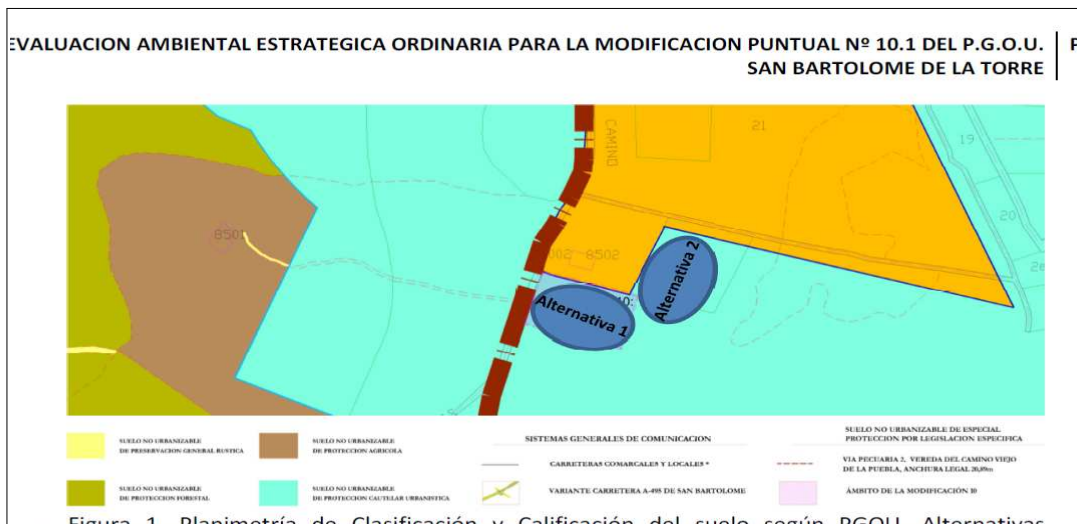 EVALUACION AMBIENTAL ESTRATEGICA ORDINARIA PARA LA MODIFICACION PUNTUAL Nº 10.1 DEL P.G.O.U.
SAN BARTOLOME DE LA TORRE
CAMINO
21
19
20
8501
8502
10:
Alternativa 1
Alternativa 2
SUELO NO URBANIZABLE
DE PRESERVACION GENERAL RUSTICA
SUELO NO URBANIZABLE
DE PROTECCION AGRICOLA
SUELO NO URBANIZABLE
DE PROTECCION FORESTAL
SUELO NO URBANIZABLE
DE PROTECCION CAUTELAR URBANISTICA
SISTEMAS GENERALES DE COMUNICACION
CARRETERAS COMARCALES Y LOCALES *
VARIANTE CARRETERA A-495 DE SAN BARTOLOME
SUELO NO URBANIZABLE DE ESPECIAL
PROTECCION POR LEGISLACION ESPECIFICA
VIA PECUARIA 2, VEREDA DEL CAMINO VIEJO
DE LA PUEBLA, ANCHURA LEGAL 20,89m
ÁMBITO DE LA MODIFICACIÓN 10
Figura 1. Planimetría de Clasificación y Calificación del suelo según PGOU. Alternativas